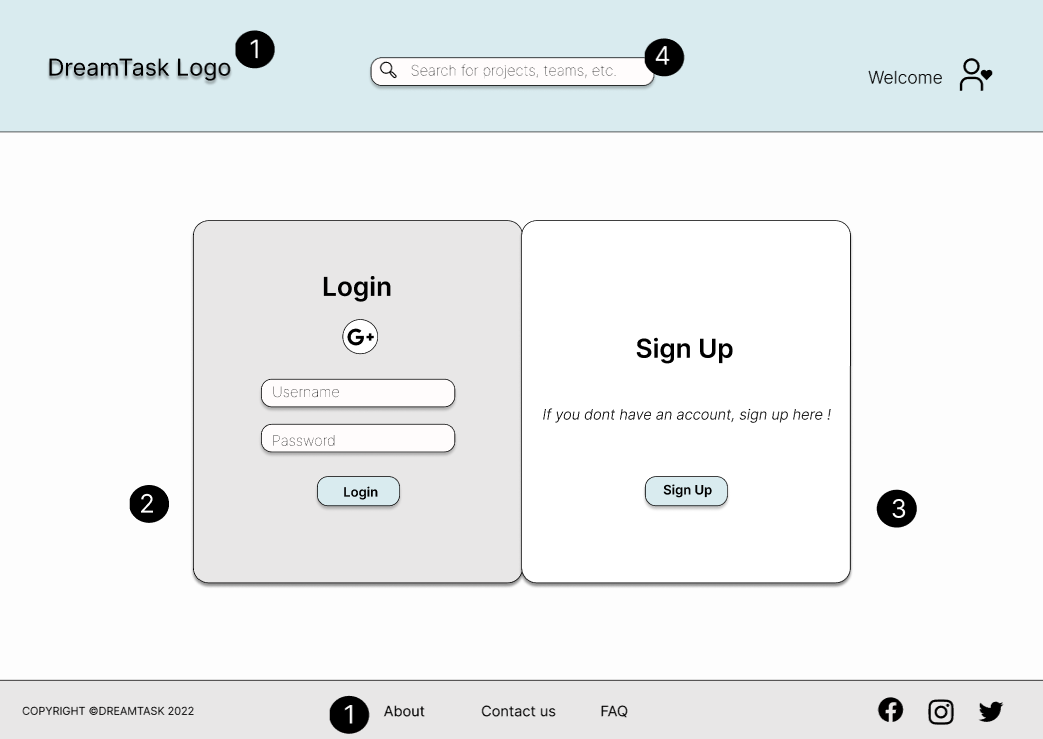 DreamTask Logo
1
Search for projects, teams, etc.
4
Welcome
Login
G+
Username
Password
Login
2
Sign Up
If you dont have an account, sign up here !
Sign Up
3
COPYRIGHT ©DREAMTASK 2022
1
About
Contact us
FAQ